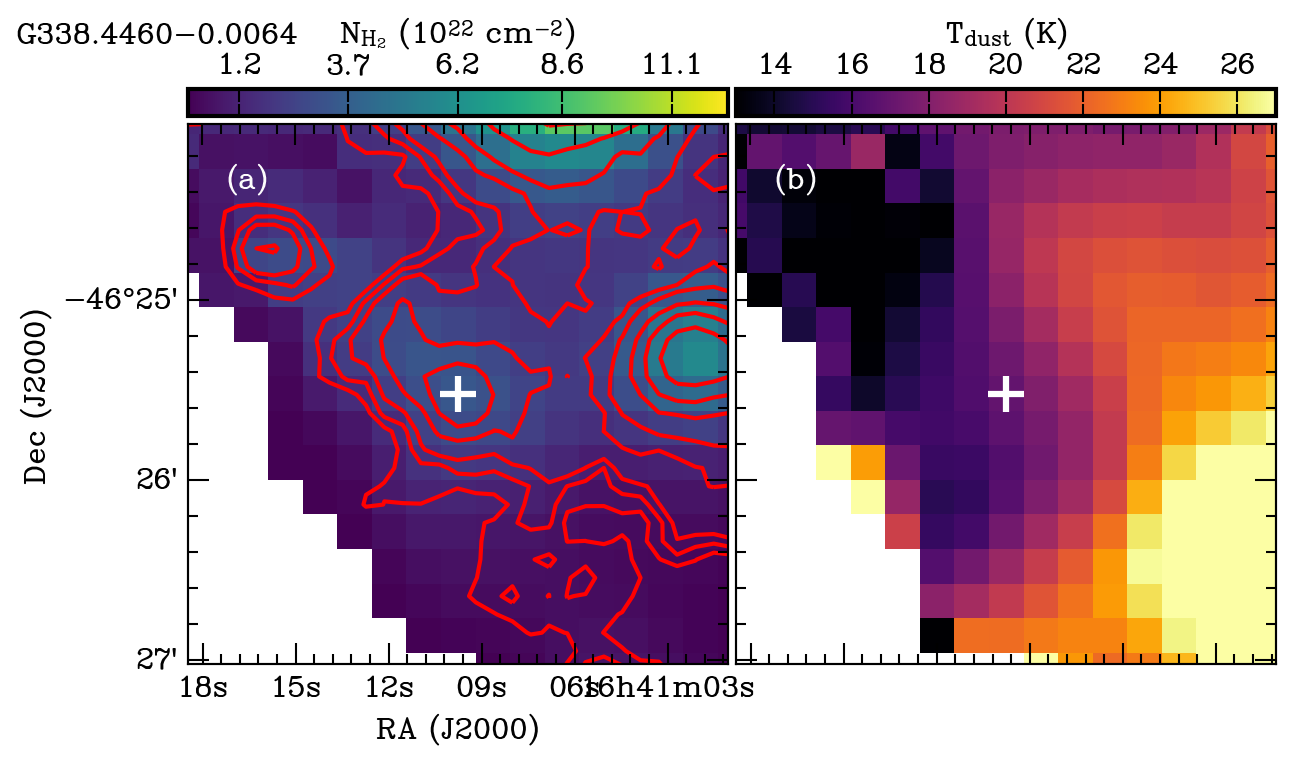 G338.4460−0.0064 N_H₂ (10²² cm⁻²) T_dust (K)
1.2 3.7 6.2 8.6 11.1 14 16 18 20 22 24 26
(a) (b)
−46°25'
26'
27'
18s 15s 12s 09s 06s 16h41m03s
RA (J2000)
Dec (J2000)